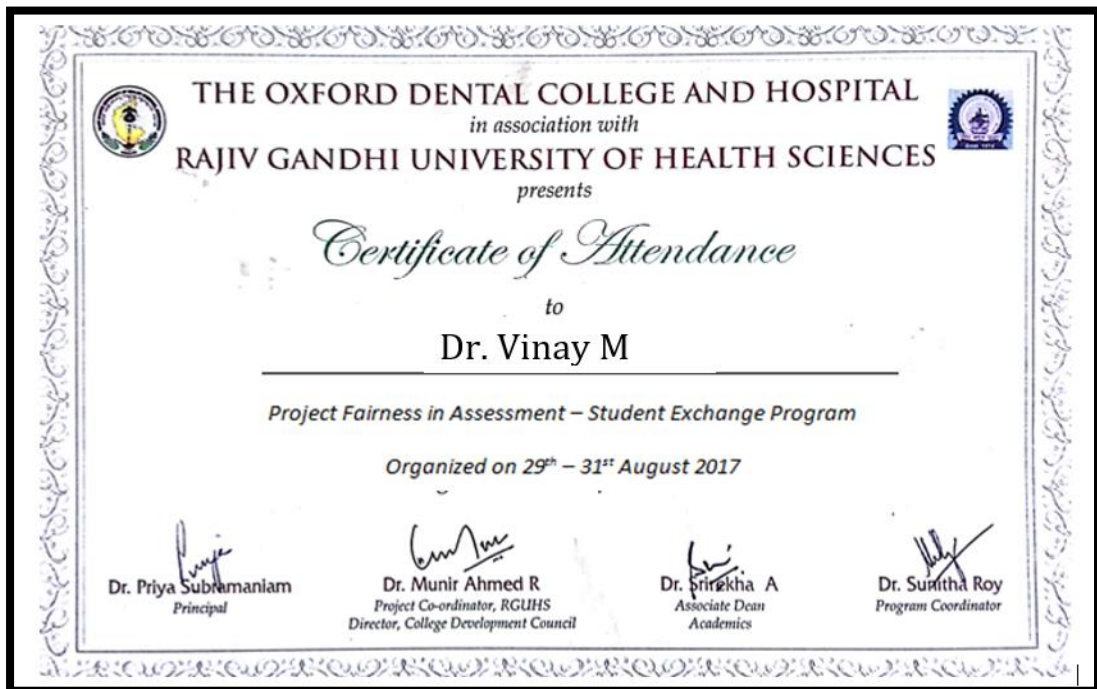 THE OXFORD DENTAL COLLEGE AND HOSPITAL
in association with
RAJIV GANDHI UNIVERSITY OF HEALTH SCIENCES
presents
Certificate of Attendance
to
Dr. Vinay M
Project Fairness in Assessment – Student Exchange Program
Organized on 29th – 31st August 2017
Dr. Priya Subramaniam
Principal
Dr. Munir Ahmed R
Project Co-ordinator, RGUHS
Director, College Development Council
Dr. Srirekha A
Associate Dean
Academics
Dr. Sunitha Roy
Program Coordinator